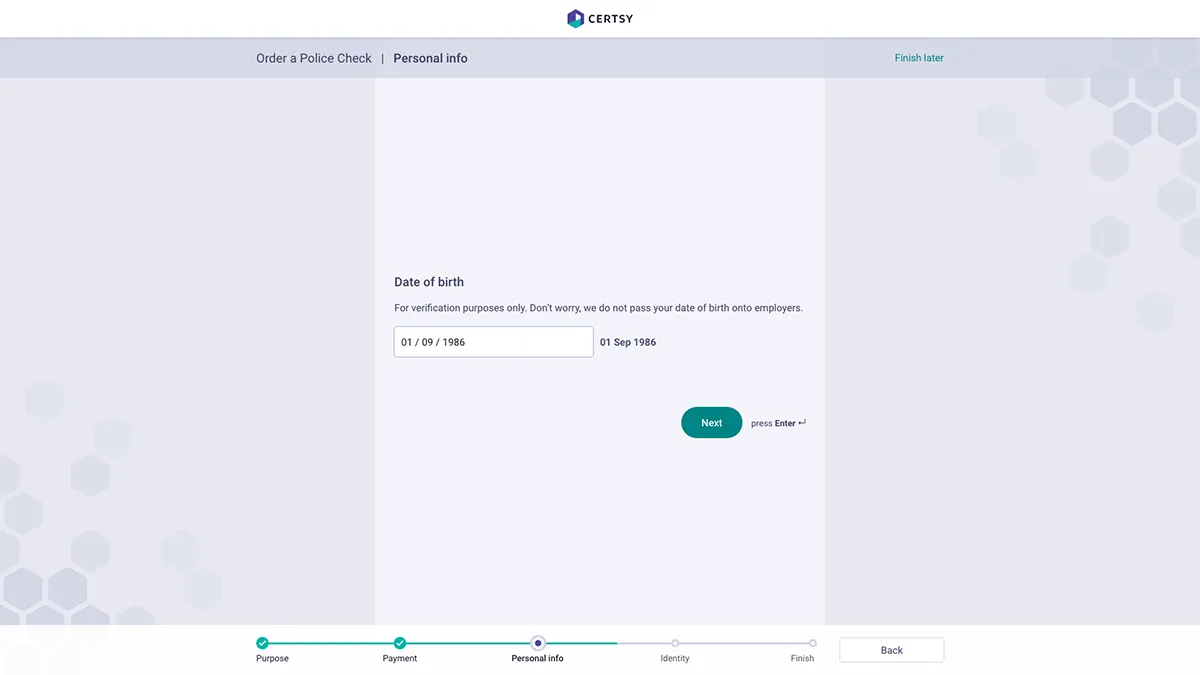 CERTSY
Order a Police Check | Personal info
Finish later
Date of birth
For verification purposes only. Don't worry, we do not pass your date of birth onto employers.
01 / 09 / 1986
01 Sep 1986
Next
press Enter ↵
Purpose
Payment
Personal info
Identity
Finish
Back